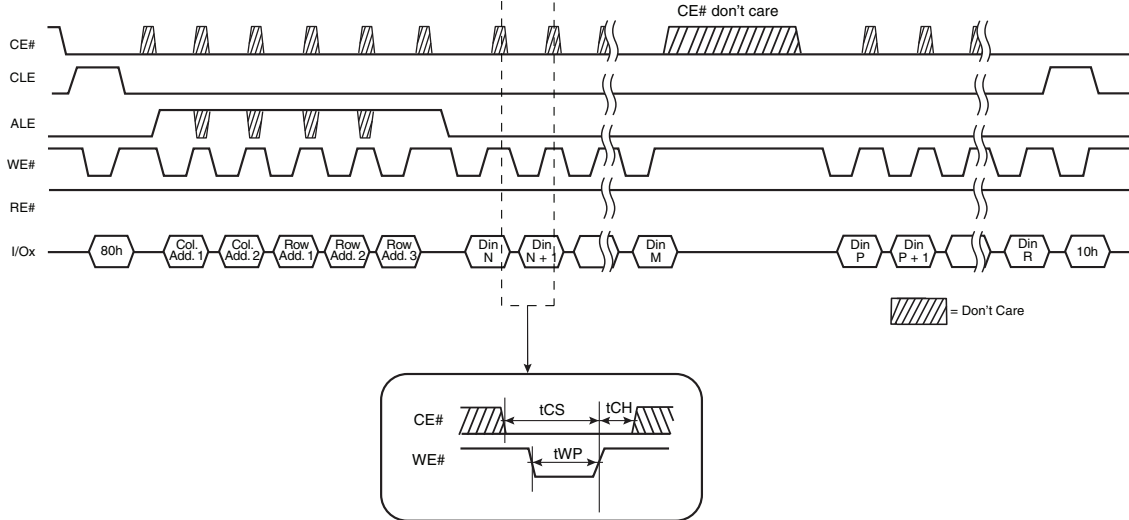 CE# don't care
CE#
CLE
ALE
WE#
RE#
I/Ox
80h
Col.
Add. 1
Col.
Add. 2
Row
Add. 1
Row
Add. 2
Row
Add. 3
Din
N
Din
N + 1
Din
M
Din
P
Din
P + 1
Din
R
10h
= Don't Care
CE#
tCS
tCH
WE#
tWP